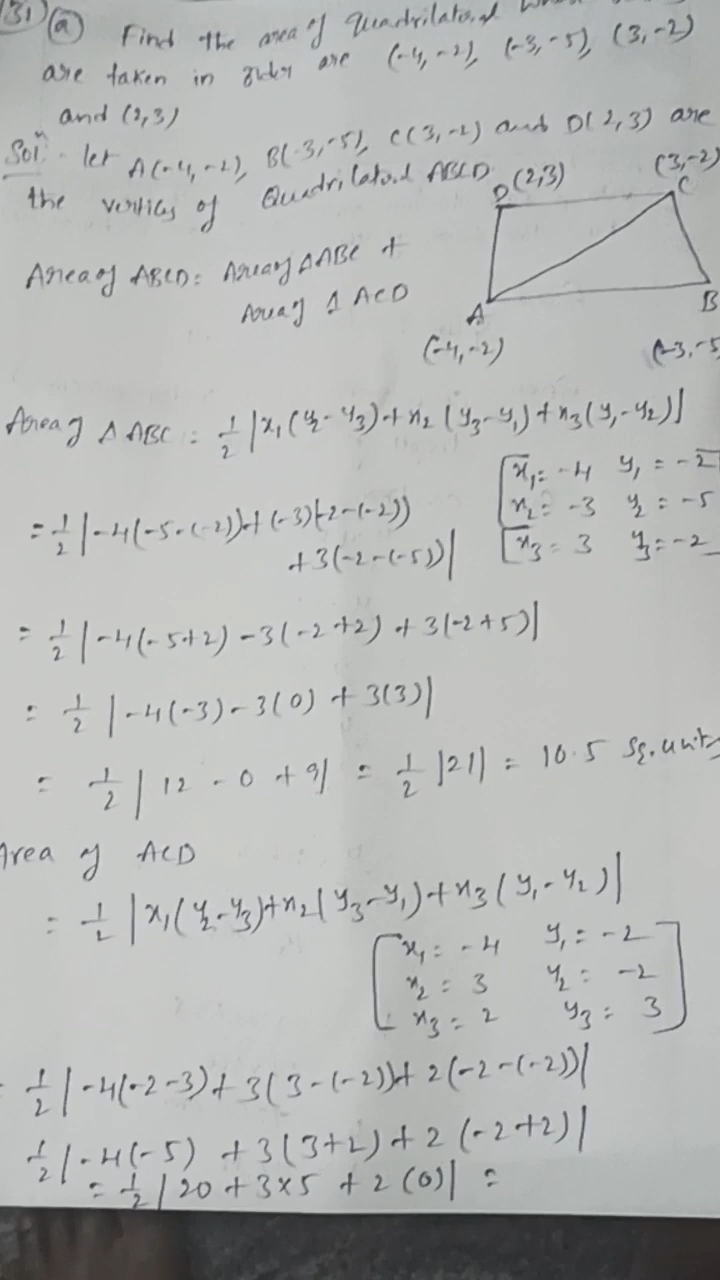 31) (a) Find the area of Quadrilateral
are taken in order are (-4,-2), (-3,-5), (3,-2)
and (2,3)
Solⁿ:- let A(-4,-2), B(-3,-5), C(3,-2) and D(2,3) are
the vertices of Quadrilateral ABCD.
D (2,3)
(3,-2)
C
A
(-4,-2)
B
(-3,-5
Area of ABCD = Area of ΔABC +
Area of Δ ACD
Area of Δ ABC = 1/2 |x₁(y₂-y₃)+x₂(y₃-y₁)+x₃(y₁-y₂)|
[x₁= -4 y₁ = -2
x₂= -3 y₂ = -5
x₃= 3 y₃= -2
= 1/2 |-4(-5-(-2))+(-3)(-2-(-2))
+3(-2-(-5))|
= 1/2 |-4(-5+2) -3(-2+2) + 3(-2+5)|
= 1/2 |-4(-3)-3(0) + 3(3)|
= 1/2 | 12 - 0 + 9| = 1/2 |21| = 10.5 sq.units
Area of ACD
= 1/2 |x₁(y₂-y₃)+x₂(y₃-y₁)+x₃(y₁-y₂)|
[x₁= -4 y₁= -2
x₂= 3 y₂= -2
x₃= 2 y₃= 3]
= 1/2 |-4(-2-3)+3(3-(-2))+2(-2-(-2))|
1/2 |-4(-5) +3(3+2)+2(-2+2)|
= 1/2 |20+3×5 +2(0)| =